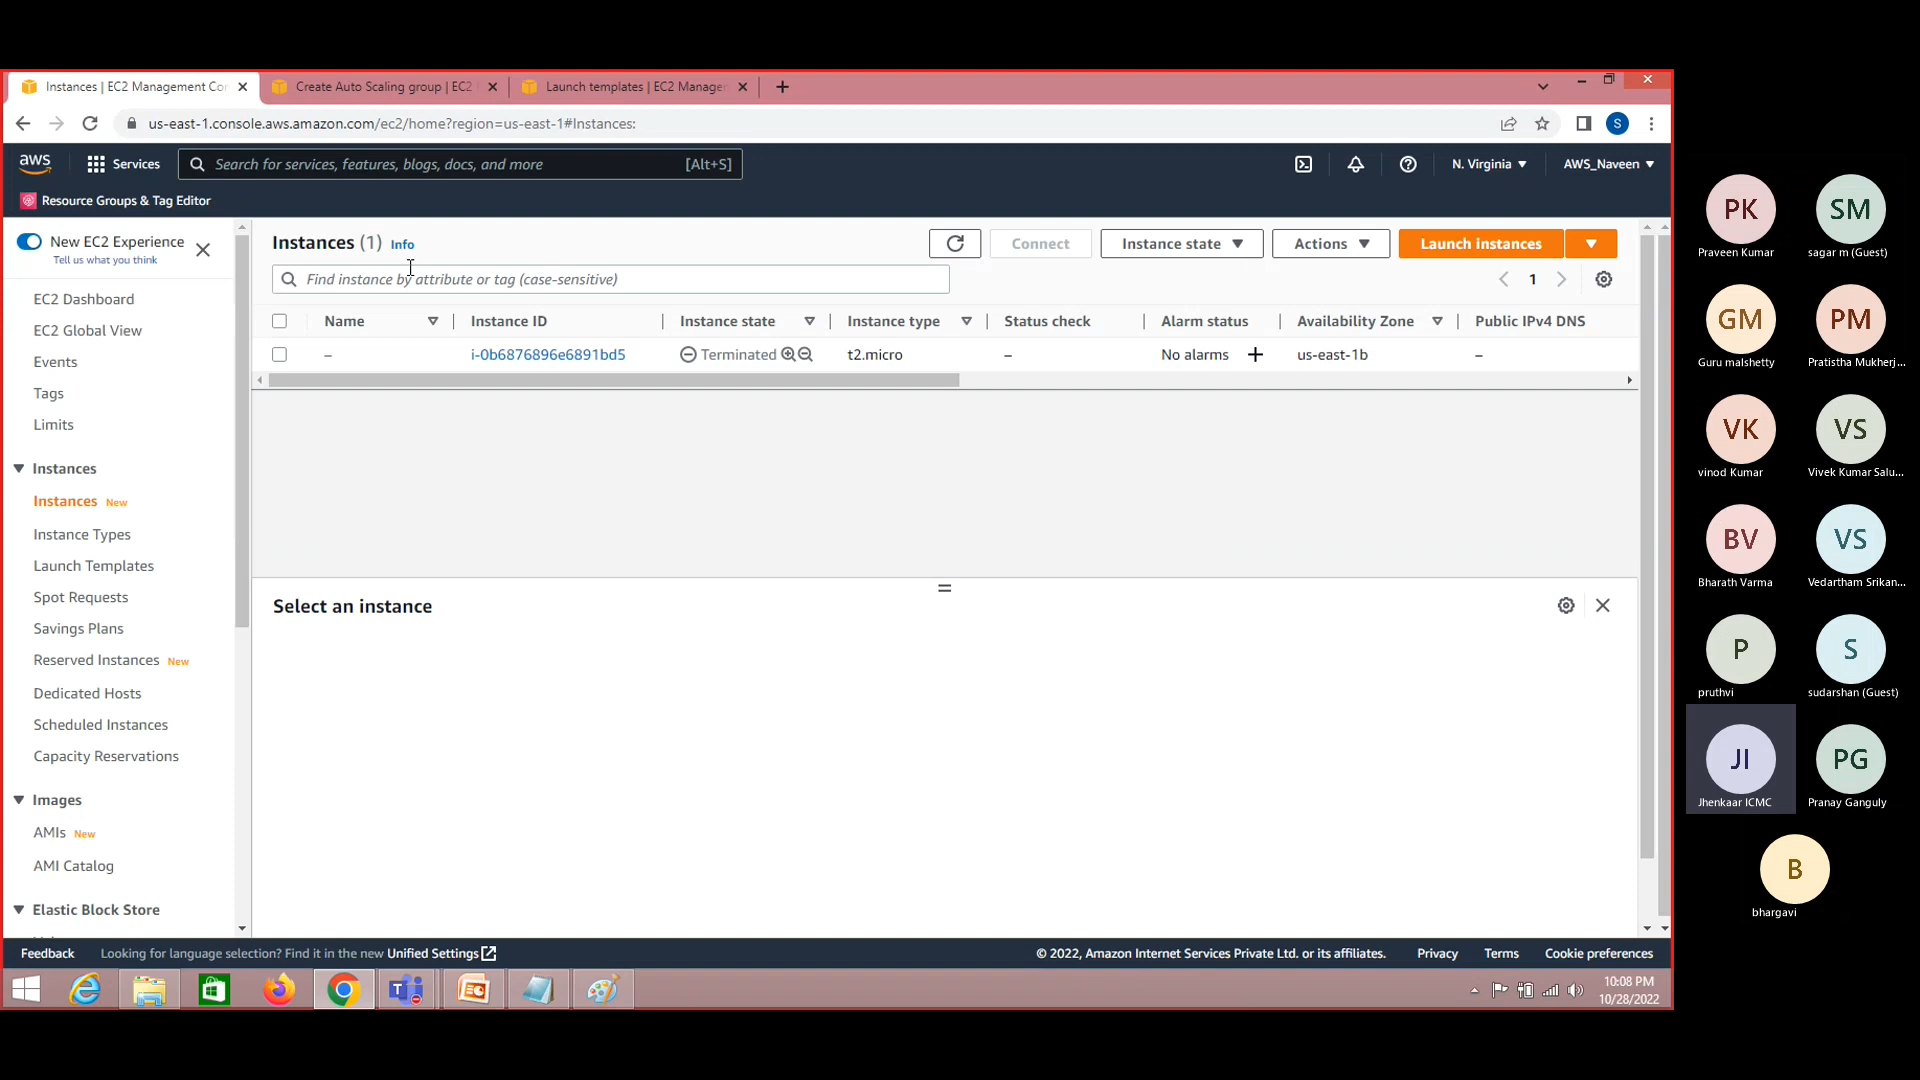 Instances | EC2 Management Con
Create Auto Scaling group | EC2
Launch templates | EC2 Manage
us-east-1.console.aws.amazon.com/ec2/home?region=us-east-1#Instances:
S
aws
Services
Search for services, features, blogs, docs, and more
[Alt+S]
N. Virginia
AWS_Naveen
Resource Groups & Tag Editor
New EC2 Experience
Tell us what you think
EC2 Dashboard
EC2 Global View
Events
Tags
Limits
Instances
Instances New
Instance Types
Launch Templates
Spot Requests
Savings Plans
Reserved Instances New
Dedicated Hosts
Scheduled Instances
Capacity Reservations
Images
AMIs New
AMI Catalog
Elastic Block Store
Instances (1) Info
Connect
Instance state
Actions
Launch instances
Find instance by attribute or tag (case-sensitive)
1
Name Instance ID Instance state Instance type Status check Alarm status Availability Zone Public IPv4 DNS
– i-0b6876896e6891bd5 Terminated t2.micro – No alarms + us-east-1b –
Select an instance
Feedback
Looking for language selection? Find it in the new Unified Settings
© 2022, Amazon Internet Services Private Ltd. or its affiliates.
Privacy
Terms
Cookie preferences
10:08 PM
10/28/2022
PK
Praveen Kumar
SM
sagar m (Guest)
GM
Guru malshetty
PM
Pratistha Mukherj...
VK
vinod Kumar
VS
Vivek Kumar Salu...
BV
Bharath Varma
VS
Vedartham Srikan...
P
pruthvi
S
sudarshan (Guest)
JI
Jhenkaar ICMC
PG
Pranay Ganguly
B
bhargavi